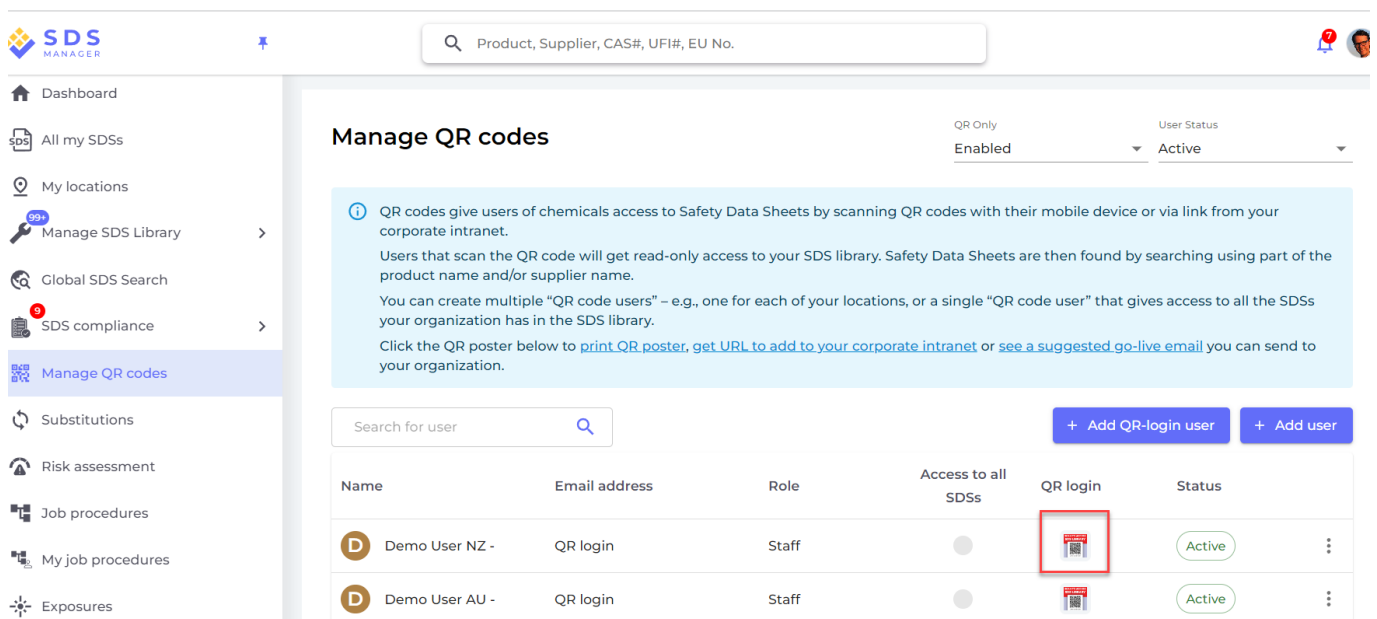 SDS
MANAGER
Product, Supplier, CAS#, UFI#, EU No.
7
Dashboard
SDS
All my SDSs
My locations
99+
Manage SDS Library
Global SDS Search
9
SDS compliance
Manage QR codes
Substitutions
Risk assessment
Job procedures
My job procedures
Exposures
Manage QR codes
QR Only
Enabled
User Status
Active
QR codes give users of chemicals access to Safety Data Sheets by scanning QR codes with their mobile device or via link from your
corporate intranet.
Users that scan the QR code will get read-only access to your SDS library. Safety Data Sheets are then found by searching using part of the
product name and/or supplier name.
You can create multiple “QR code users” – e.g., one for each of your locations, or a single “QR code user” that gives access to all the SDSs
your organization has in the SDS library.
Click the QR poster below to print QR poster, get URL to add to your corporate intranet or see a suggested go-live email you can send to
your organization.
Search for user
+ Add QR-login user
+ Add user
Name Email address Role Access to all
SDSs QR login Status
D Demo User NZ - QR login Staff Active
D Demo User AU - QR login Staff Active